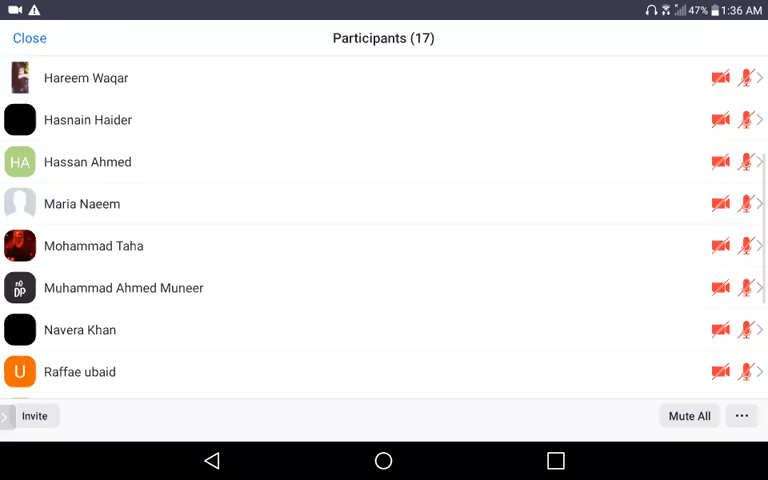 47% 1:36 AM
Close Participants (17)
Hareem Waqar
Hasnain Haider
HA Hassan Ahmed
Maria Naeem
Mohammad Taha
nO
DP Muhammad Ahmed Muneer
Navera Khan
U Raffae ubaid
Invite Mute All ...